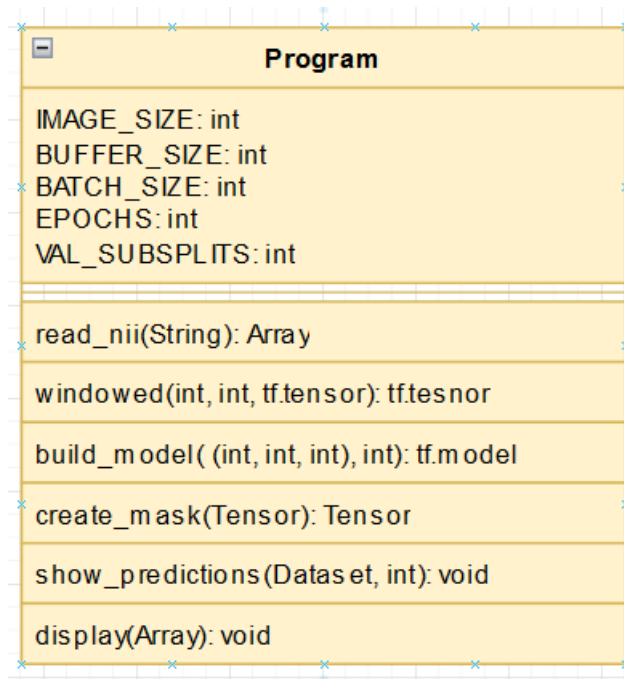 Program
IMAGE_SIZE: int
BUFFER_SIZE: int
BATCH_SIZE: int
EPOCHS: int
VAL_SUBSPLITS: int
read_nii(String): Array
windowed(int, int, tf.tensor): tf.tesnor
build_model( (int, int, int), int): tf.model
create_mask(Tensor): Tensor
show_predictions(Dataset, int): void
display(Array): void